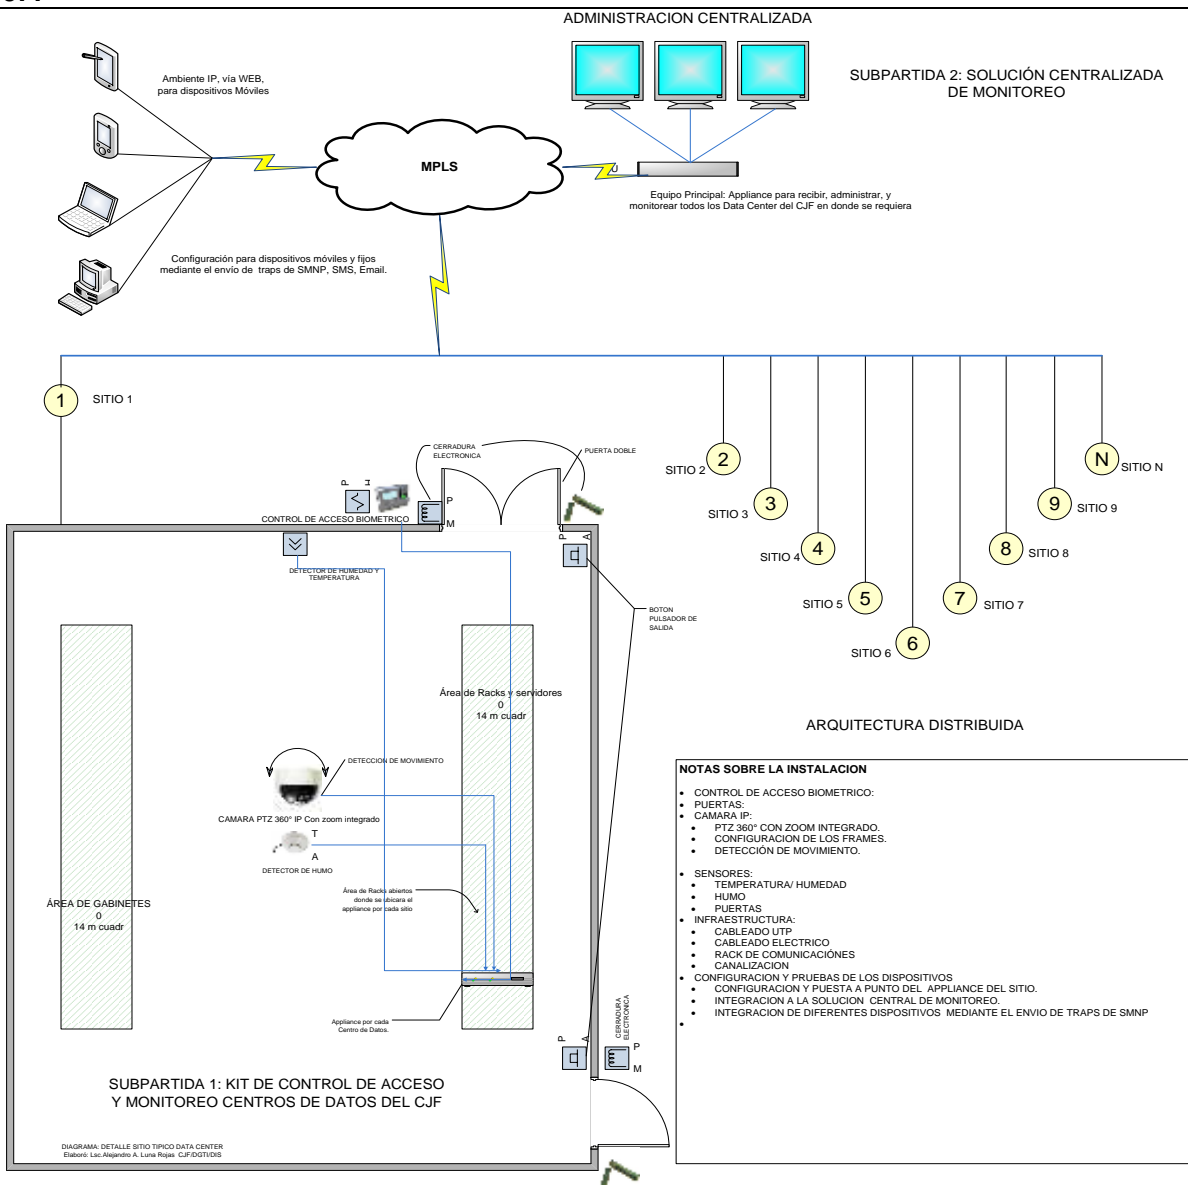 ADMINISTRACION CENTRALIZADA
SUBPARTIDA 2: SOLUCIÓN CENTRALIZADA
DE MONITOREO
Ambiente IP, vía WEB,
para dispositivos Móviles
MPLS
U
Equipo Principal: Appliance para recibir, administrar, y
monitorear todos los Data Center del CJF en donde se requiera
Configuración para dispositivos móviles y fijos
mediante el envío de traps de SMNP, SMS, Email.
1
SITIO 1
SITIO 2
2
SITIO 3
3
SITIO 4
4
SITIO 5
5
SITIO 6
6
7
SITIO 7
8
SITIO 8
9
SITIO 9
N
SITIO N
CERRADURA
ELECTRONICA
PUERTA DOBLE
P
P
M
CONTROL DE ACCESO BIOMETRICO
DETECTOR DE HUMEDAD Y
TEMPERATURA
P
A
BOTON
PULSADOR DE
SALIDA
Área de Racks y servidores
0
14 m cuadr
DETECCION DE MOVIMIENTO
CAMARA PTZ 360° IP Con zoom integrado
T
A
DETECTOR DE HUMO
Área de Racks abiertos
donde se ubicara el
appliance por cada sitio
ÁREA DE GABINETES
0
14 m cuadr
Appliance por cada
Centro de Datos.
CERRADURA
ELECTRONICA
P
A
P
M
SUBPARTIDA 1: KIT DE CONTROL DE ACCESO
Y MONITOREO CENTROS DE DATOS DEL CJF
DIAGRAMA: DETALLE SITIO TIPICO DATA CENTER
Elaboró: Lsc.Alejandro A. Luna Rojas CJF/DGTI/DIS
ARQUITECTURA DISTRIBUIDA
NOTAS SOBRE LA INSTALACION
• CONTROL DE ACCESO BIOMETRICO:
• PUERTAS:
• CAMARA IP:
• PTZ 360° CON ZOOM INTEGRADO.
• CONFIGURACION DE LOS FRAMES.
• DETECCIÓN DE MOVIMIENTO.
• SENSORES:
• TEMPERATURA/ HUMEDAD
• HUMO
• PUERTAS
• INFRAESTRUCTURA:
• CABLEADO UTP
• CABLEADO ELECTRICO
• RACK DE COMUNICACIÓNES
• CANALIZACION
• CONFIGURACION Y PRUEBAS DE LOS DISPOSITIVOS
• CONFIGURACION Y PUESTA A PUNTO DEL APPLIANCE DEL SITIO.
• INTEGRACION A LA SOLUCION CENTRAL DE MONITOREO.
• INTEGRACION DE DIFERENTES DISPOSITIVOS MEDIANTE EL ENVIO DE TRAPS DE SMNP
•